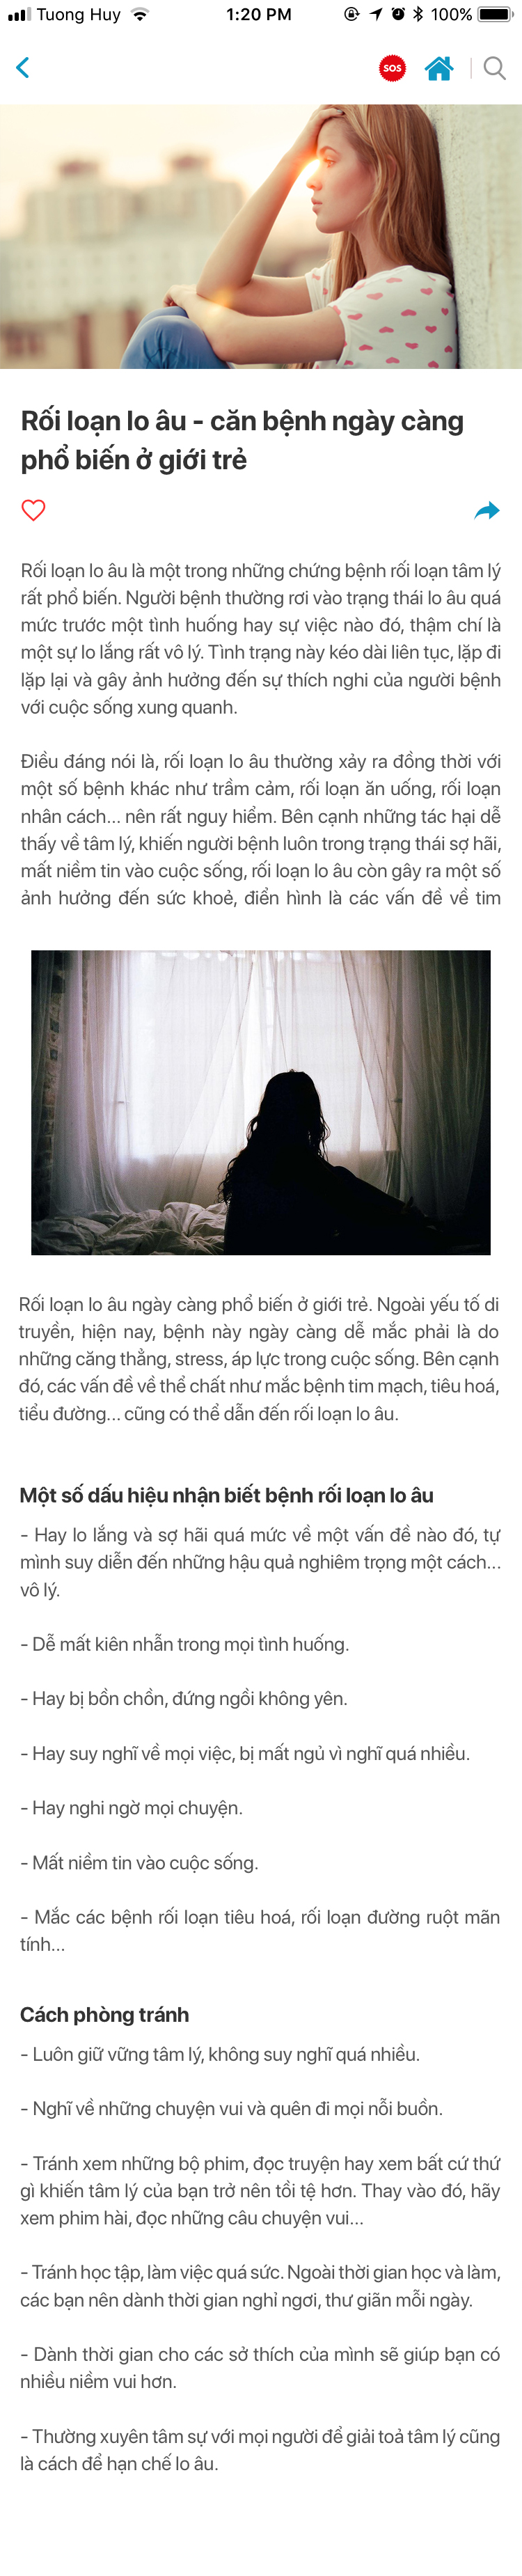 Tuong Huy
1:20 PM
100%
SOS
Rối loạn lo âu - căn bệnh ngày càng
phổ biến ở giới trẻ
Rối loạn lo âu là một trong những chứng bệnh rối loạn tâm lý
rất phổ biến. Người bệnh thường rơi vào trạng thái lo âu quá
mức trước một tình huống hay sự việc nào đó, thậm chí là
một sự lo lắng rất vô lý. Tình trạng này kéo dài liên tục, lặp đi
lặp lại và gây ảnh hưởng đến sự thích nghi của người bệnh
với cuộc sống xung quanh.
Điều đáng nói là, rối loạn lo âu thường xảy ra đồng thời với
một số bệnh khác như trầm cảm, rối loạn ăn uống, rối loạn
nhân cách... nên rất nguy hiểm. Bên cạnh những tác hại dễ
thấy về tâm lý, khiến người bệnh luôn trong trạng thái sợ hãi,
mất niềm tin vào cuộc sống, rối loạn lo âu còn gây ra một số
ảnh hưởng đến sức khoẻ, điển hình là các vấn đề về tim
Rối loạn lo âu ngày càng phổ biến ở giới trẻ. Ngoài yếu tố di
truyền, hiện nay, bệnh này ngày càng dễ mắc phải là do
những căng thẳng, stress, áp lực trong cuộc sống. Bên cạnh
đó, các vấn đề về thể chất như mắc bệnh tim mạch, tiêu hoá,
tiểu đường... cũng có thể dẫn đến rối loạn lo âu.
Một số dấu hiệu nhận biết bệnh rối loạn lo âu
- Hay lo lắng và sợ hãi quá mức về một vấn đề nào đó, tự
mình suy diễn đến những hậu quả nghiêm trọng một cách...
vô lý.
- Dễ mất kiên nhẫn trong mọi tình huống.
- Hay bị bồn chồn, đứng ngồi không yên.
- Hay suy nghĩ về mọi việc, bị mất ngủ vì nghĩ quá nhiều.
- Hay nghi ngờ mọi chuyện.
- Mất niềm tin vào cuộc sống.
- Mắc các bệnh rối loạn tiêu hoá, rối loạn đường ruột mãn
tính...
Cách phòng tránh
- Luôn giữ vững tâm lý, không suy nghĩ quá nhiều.
- Nghĩ về những chuyện vui và quên đi mọi nỗi buồn.
- Tránh xem những bộ phim, đọc truyện hay xem bất cứ thứ
gì khiến tâm lý của bạn trở nên tồi tệ hơn. Thay vào đó, hãy
xem phim hài, đọc những câu chuyện vui...
- Tránh học tập, làm việc quá sức. Ngoài thời gian học và làm,
các bạn nên dành thời gian nghỉ ngơi, thư giãn mỗi ngày.
- Dành thời gian cho các sở thích của mình sẽ giúp bạn có
nhiều niềm vui hơn.
- Thường xuyên tâm sự với mọi người để giải toả tâm lý cũng
là cách để hạn chế lo âu.